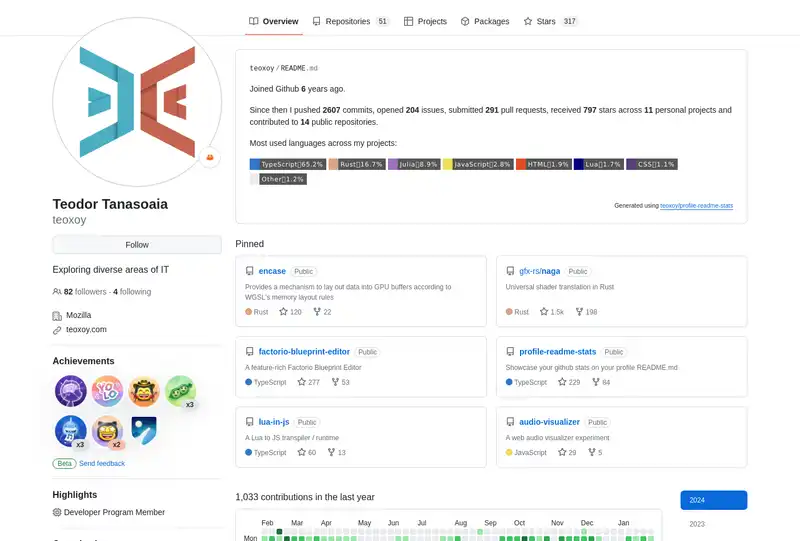 Overview
Repositories 51
Projects
Packages
Stars 317
teoxoy / README.md
Joined Github 6 years ago.
Since then I pushed 2607 commits, opened 204 issues, submitted 291 pull requests, received 797 stars across 11 personal projects and
contributed to 14 public repositories.
Most used languages across my projects:
TypeScript 65.2% Rust 16.7% Julia 8.9% JavaScript 2.8% HTML 1.9% Lua 1.7% CSS 1.1%
Other 1.2%
Generated using teoxoy/profile-readme-stats
Teodor Tanasoaia
teoxoy
Follow
Exploring diverse areas of IT
82 followers · 4 following
Mozilla
teoxoy.com
Achievements
YOLO
x3
x3
x2
Beta Send feedback
Highlights
Developer Program Member
Pinned
encase Public
Provides a mechanism to lay out data into GPU buffers according to
WGSL's memory layout rules
Rust 120 22
gfx-rs/naga Public
Universal shader translation in Rust
Rust 1.5k 198
factorio-blueprint-editor Public
A feature-rich Factorio Blueprint Editor
TypeScript 277 53
profile-readme-stats Public
Showcase your github stats on your profile README.md
TypeScript 229 64
lua-in-js Public
A Lua to JS transpiler / runtime
TypeScript 60 13
audio-visualizer Public
A web audio visualizer experiment
JavaScript 29 5
1,033 contributions in the last year
2024
2023
Feb Mar Apr May Jun Jul Aug Sep Oct Nov Dec Jan
Mon